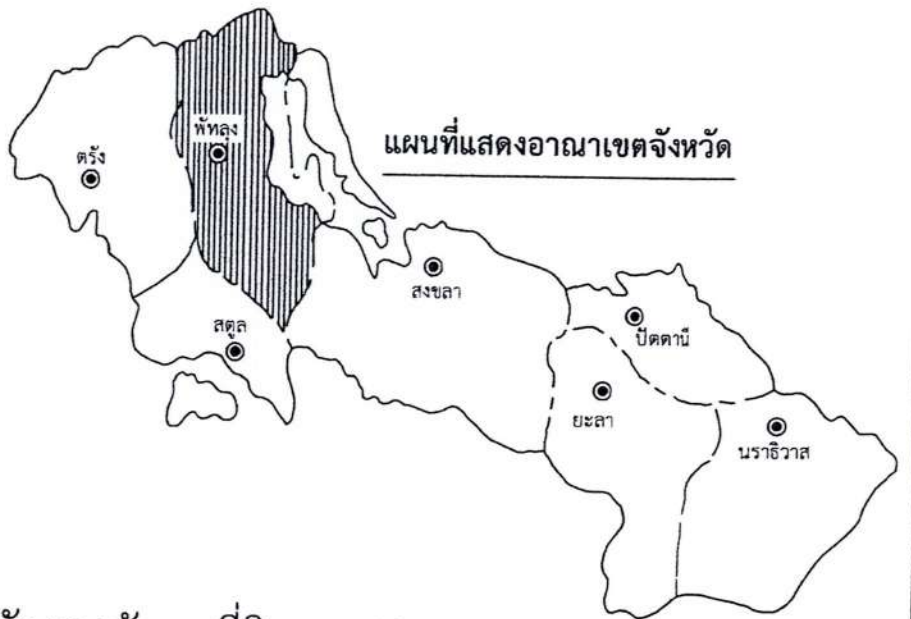 พัทลุง
ตรัง
แผนที่แสดงอาณาเขตจังหวัด
สงขลา
สตูล
ปัตตานี
ยะลา
นราธิวาส